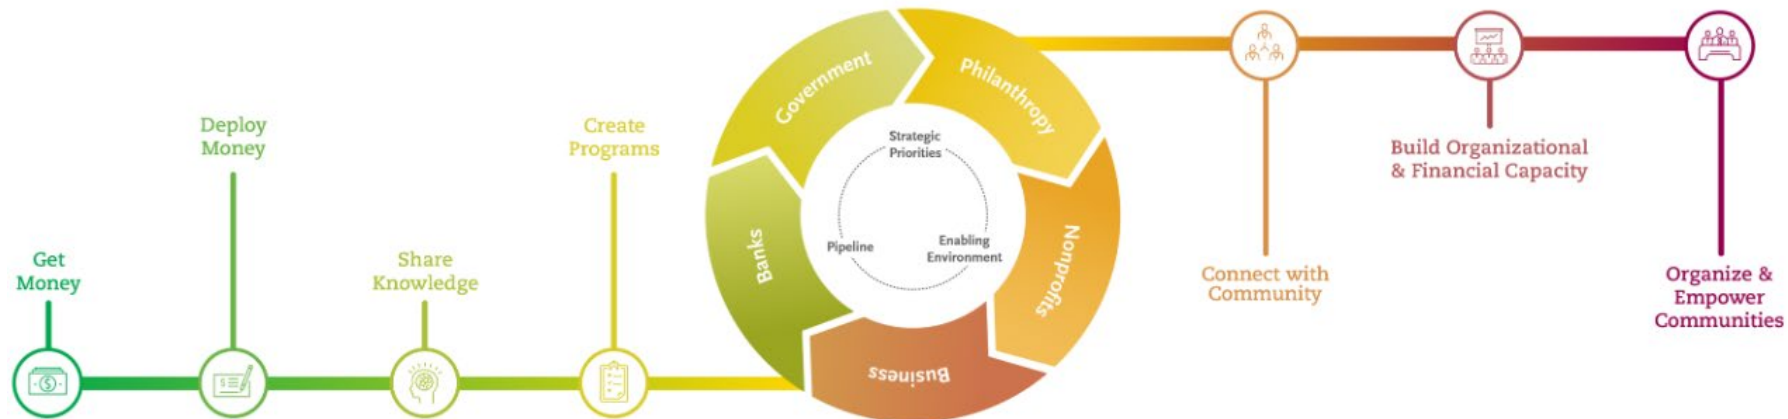 Get
Money
Deploy
Money
Share
Knowledge
Create
Programs
Government
Philanthropy
Nonprofits
Business
Banks
Strategic
Priorities
Enabling
Environment
Pipeline
Connect with
Community
Build Organizational
& Financial Capacity
Organize &
Empower
Communities